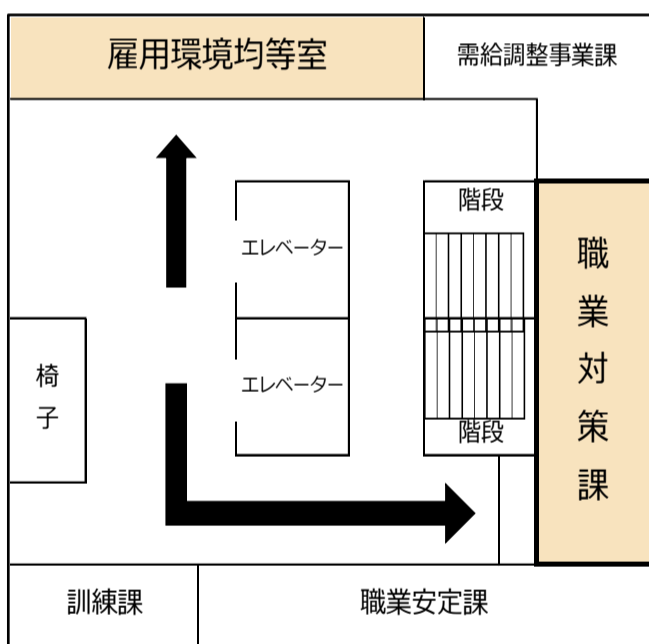 雇用環境均等室
需給調整事業課
階段
エレベーター
職業対策課
椅子
エレベーター
階段
訓練課
職業安定課